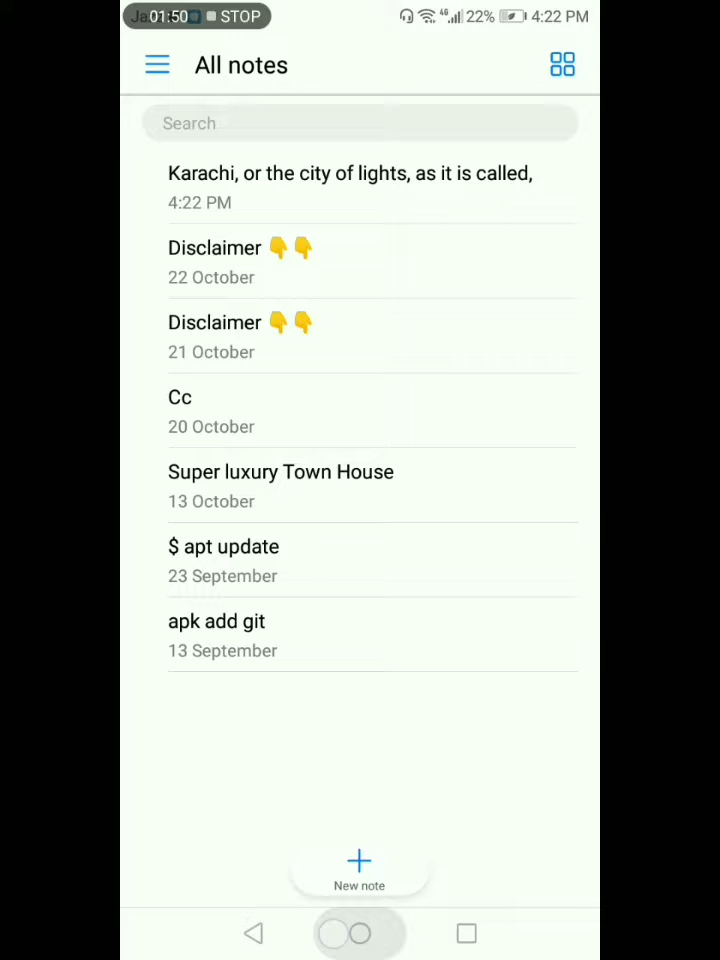 01:50 STOP 4G 22% 4:22 PM
All notes
Search
Karachi, or the city of lights, as it is called,
4:22 PM
Disclaimer 👇👇
22 October
Disclaimer 👇👇
21 October
Cc
20 October
Super luxury Town House
13 October
$ apt update
23 September
apk add git
13 September
New note